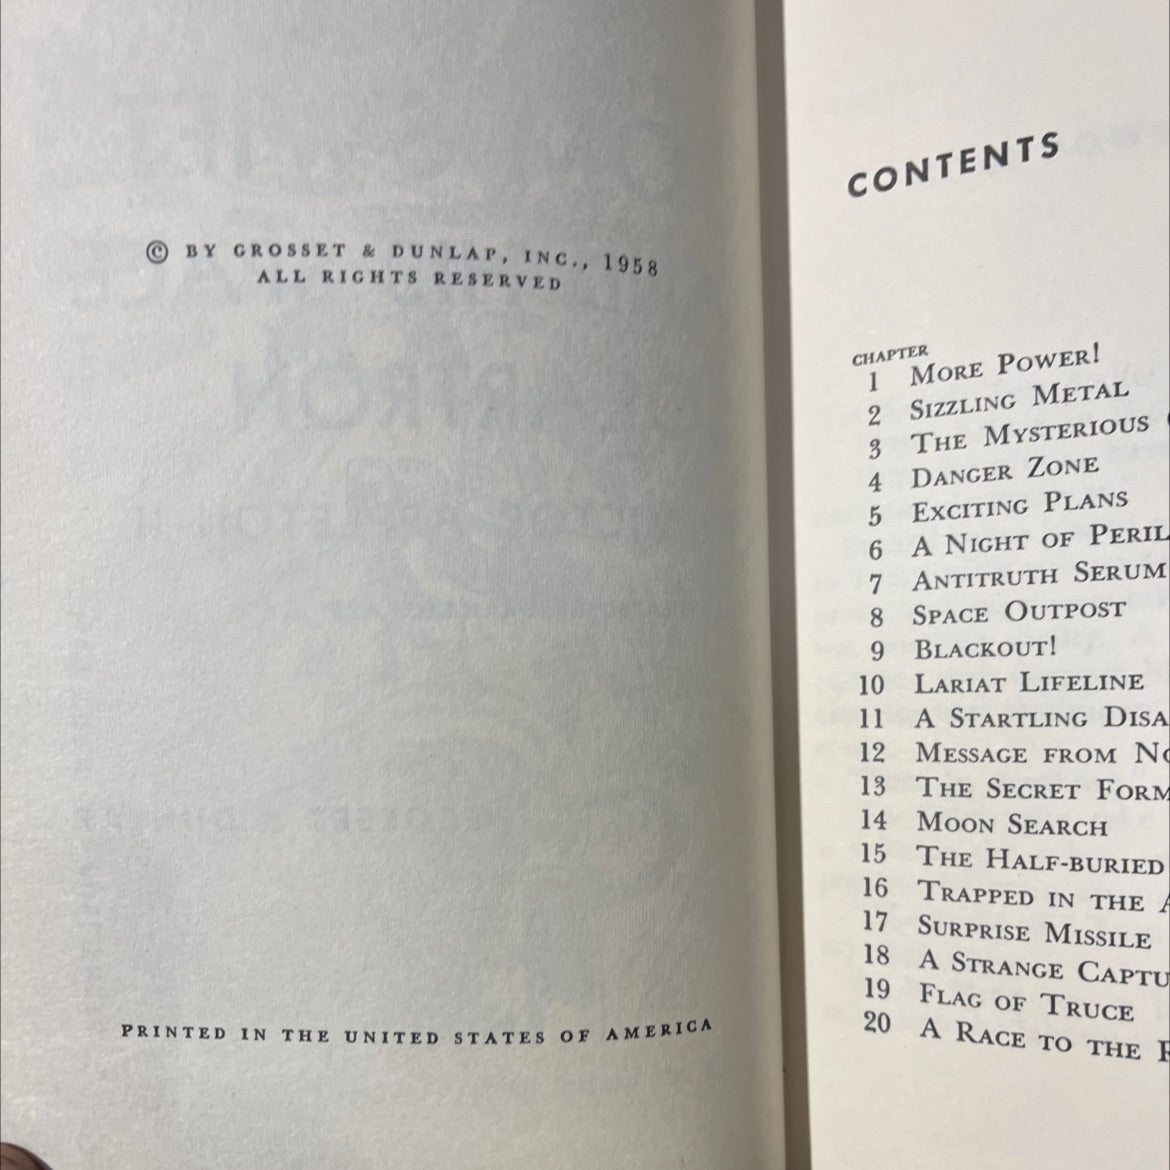 © BY GROSSET & DUNLAP, INC., 1958
ALL RIGHTS RESERVED
PRINTED IN THE UNITED STATES OF AMERICA
CONTENTS
CHAPTER
1 MORE POWER!
2 SIZZLING METAL
3 THE MYSTERIOUS
4 DANGER ZONE
5 EXCITING PLANS
6 A NIGHT OF PERIL
7 ANTITRUTH SERUM
8 SPACE OUTPOST
9 BLACKOUT!
10 LARIAT LIFELINE
11 A STARTLING DISA
12 MESSAGE FROM NO
13 THE SECRET FORM
14 MOON SEARCH
15 THE HALF-BURIED
16 TRAPPED IN THE A
17 SURPRISE MISSILE
18 A STRANGE CAPTU
19 FLAG OF TRUCE
20 A RACE TO THE